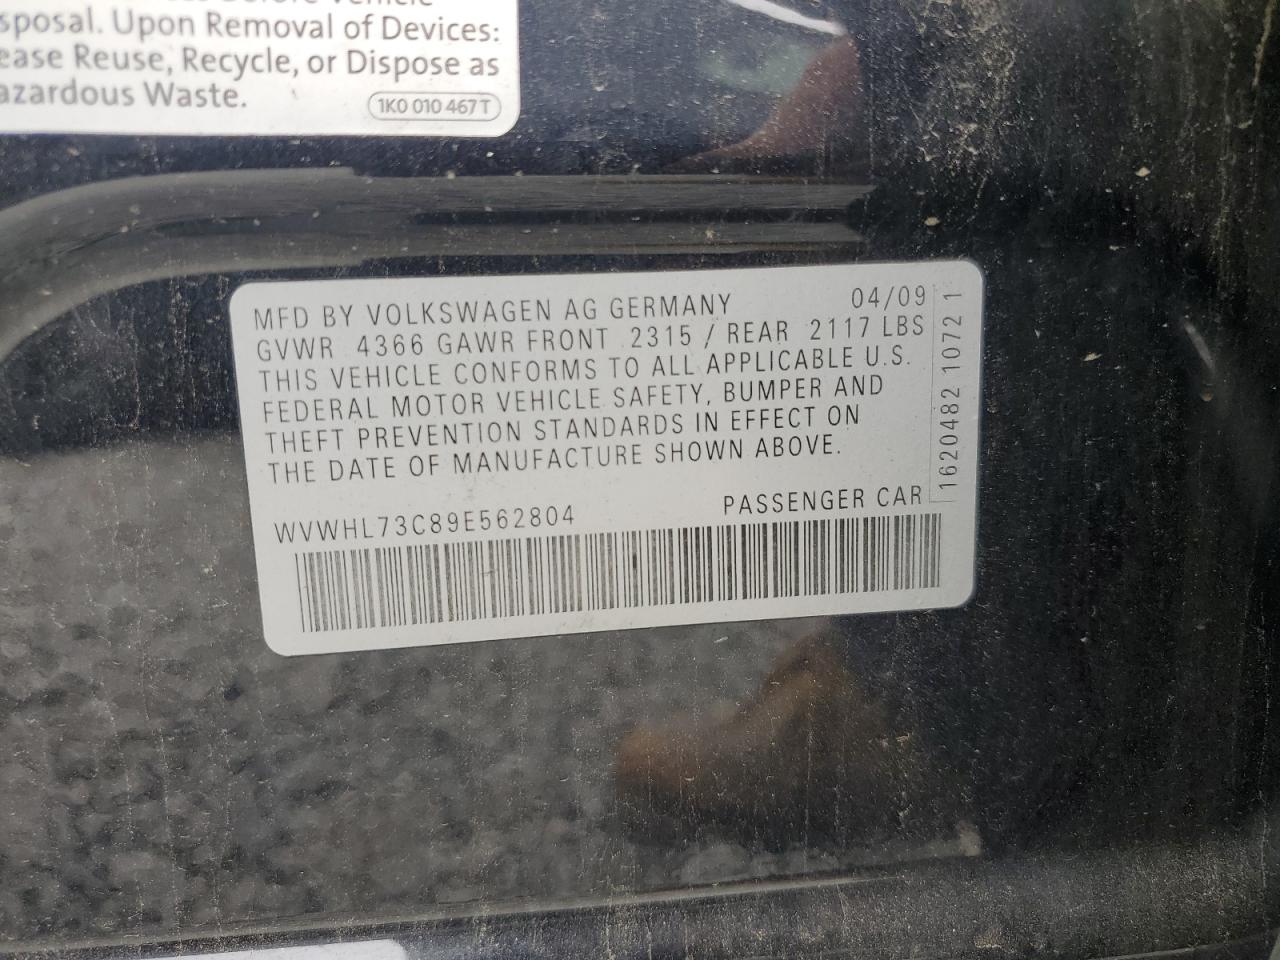 sposal. Upon Removal of Devices:
ease Reuse, Recycle, or Dispose as
azardous Waste.
1K0 010 467T
MFD BY VOLKSWAGEN AG GERMANY 04/09
GVWR 4366 GAWR FRONT 2315 / REAR 2117 LBS
THIS VEHICLE CONFORMS TO ALL APPLICABLE U.S.
FEDERAL MOTOR VEHICLE SAFETY, BUMPER AND
THEFT PREVENTION STANDARDS IN EFFECT ON
THE DATE OF MANUFACTURE SHOWN ABOVE.
WVWHL73C89E562804 PASSENGER CAR
1620482 1072 1